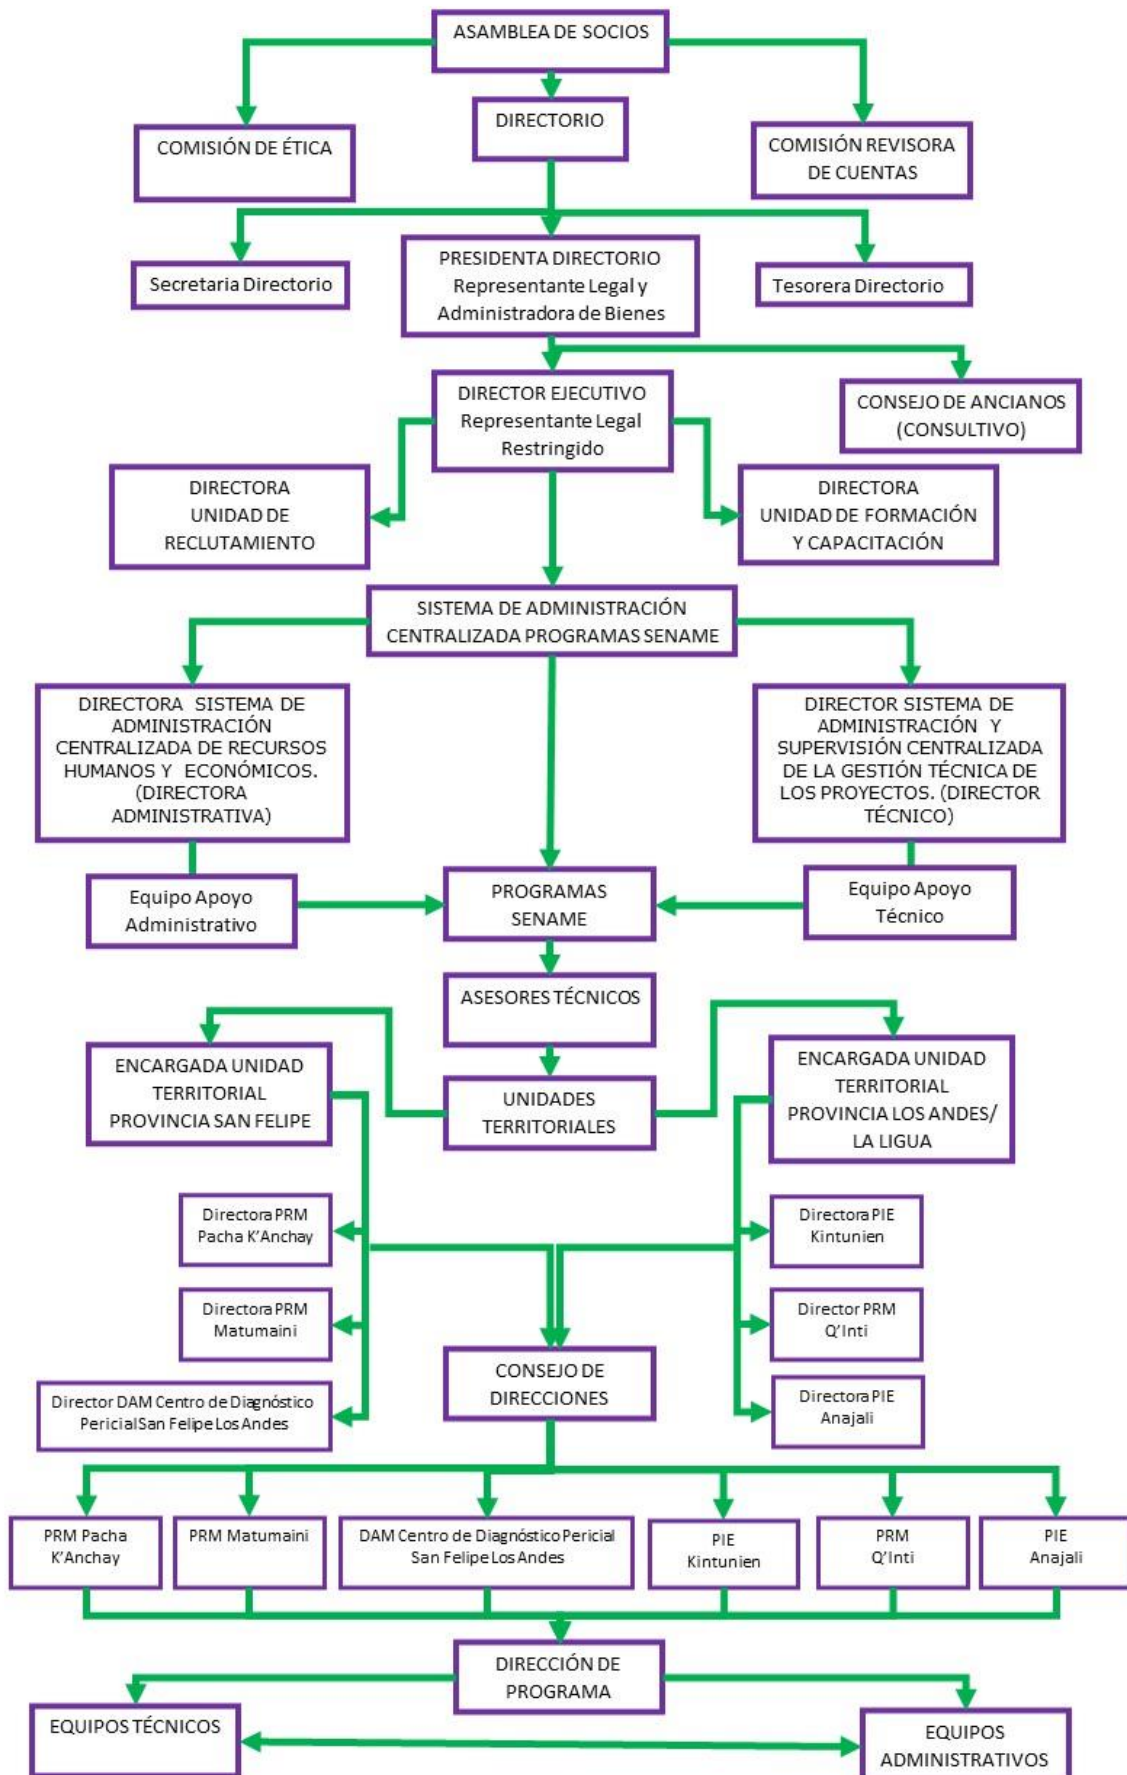 ASAMBLEA DE SOCIOS
DIRECTORIO
COMISIÓN DE ÉTICA
COMISIÓN REVISORA
DE CUENTAS
Secretaria Directorio
PRESIDENTA DIRECTORIO
Representante Legal y
Administradora de Bienes
Tesorera Directorio
DIRECTOR EJECUTIVO
Representante Legal
Restringido
CONSEJO DE ANCIANOS
(CONSULTIVO)
DIRECTORA
UNIDAD DE
RECLUTAMIENTO
DIRECTORA
UNIDAD DE FORMACIÓN
Y CAPACITACIÓN
SISTEMA DE ADMINISTRACIÓN
CENTRALIZADA PROGRAMAS SENAME
DIRECTORA SISTEMA DE
ADMINISTRACIÓN
CENTRALIZADA DE RECURSOS
HUMANOS Y ECONÓMICOS.
(DIRECTORA
ADMINISTRATIVA)
DIRECTOR SISTEMA DE
ADMINISTRACIÓN Y
SUPERVISIÓN CENTRALIZADA
DE LA GESTIÓN TÉCNICA DE
LOS PROYECTOS. (DIRECTOR
TÉCNICO)
Equipo Apoyo
Administrativo
PROGRAMAS
SENAME
Equipo Apoyo
Técnico
ASESORES TÉCNICOS
ENCARGADA UNIDAD
TERRITORIAL
PROVINCIA SAN FELIPE
UNIDADES
TERRITORIALES
ENCARGADA UNIDAD
TERRITORIAL
PROVINCIA LOS ANDES/
LA LIGUA
Directora PRM
Pacha K'Anchay
Directora PIE
Kintunien
Directora PRM
Matumaini
Director PRM
Q'Inti
CONSEJO DE
DIRECCIONES
Director DAM Centro de Diagnóstico
Pericial San Felipe Los Andes
Directora PIE
Anajali
PRM Pacha
K'Anchay
PRM Matumaini
DAM Centro de Diagnóstico Pericial
San Felipe Los Andes
PIE
Kintunien
PRM
Q'Inti
PIE
Anajali
DIRECCIÓN DE
PROGRAMA
EQUIPOS TÉCNICOS
EQUIPOS
ADMINISTRATIVOS